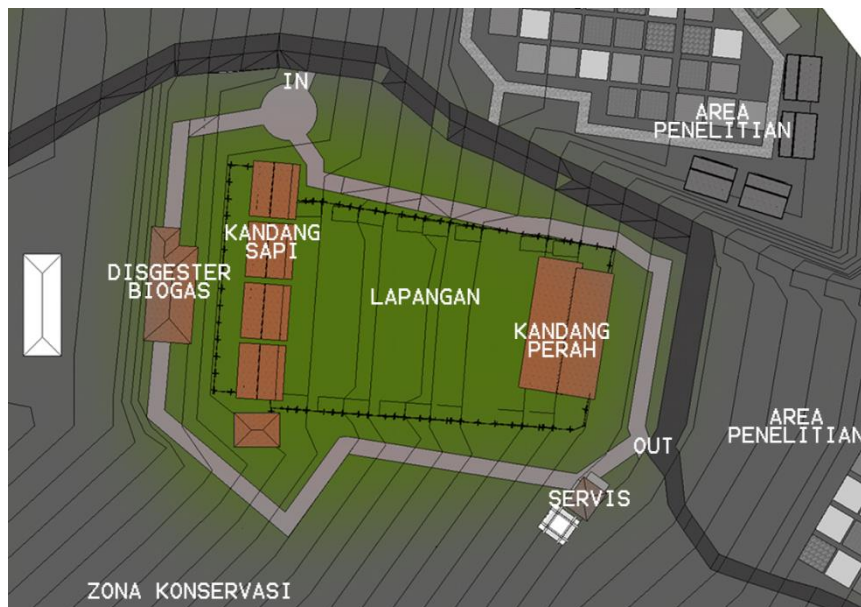 IN
AREA
PENELITIAN
KANDANG
SAPI
DISGESTER
BIOGAS
LAPANGAN
KANDANG
PERAH
AREA
PENELITIAN
OUT
SERVIS
ZONA KONSERVASI